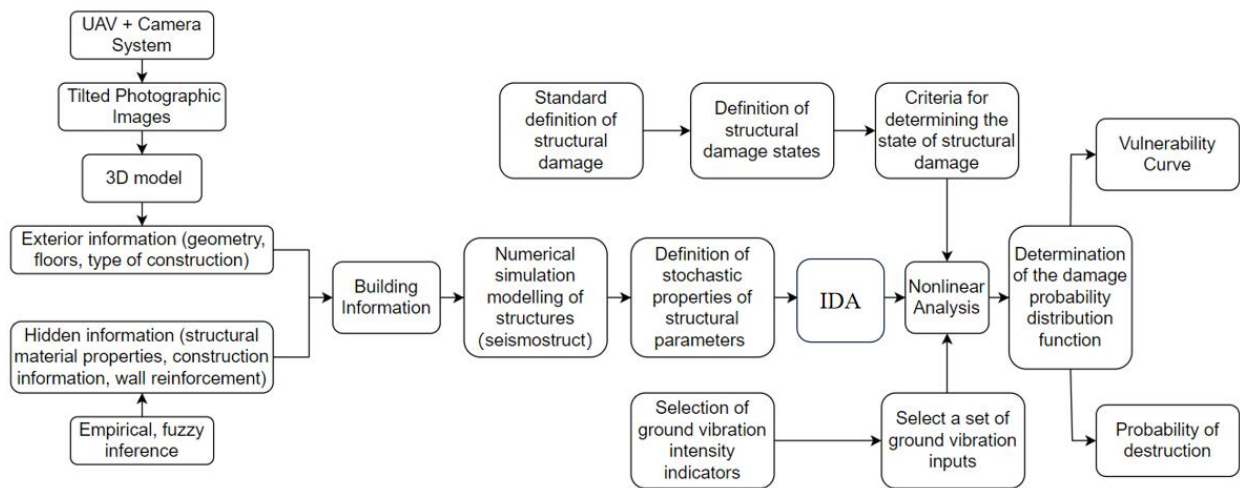 UAV + Camera
System
Tilted Photographic
Images
3D model
Exterior information (geometry,
floors, type of construction)
Hidden information (structural
material properties, construction
information, wall reinforcement)
Empirical, fuzzy
inference
Building
Information
Numerical
simulation
modelling of
structures
(seismostruct)
Definition of
stochastic
properties of
structural
parameters
IDA
Standard
definition of
structural
damage
Definition of
structural
damage states
Criteria for
determining the
state of structural
damage
Nonlinear
Analysis
Selection of
ground vibration
intensity
indicators
Select a set of
ground vibration
inputs
Determination
of the damage
probability
distribution
function
Vulnerability
Curve
Probability of
destruction